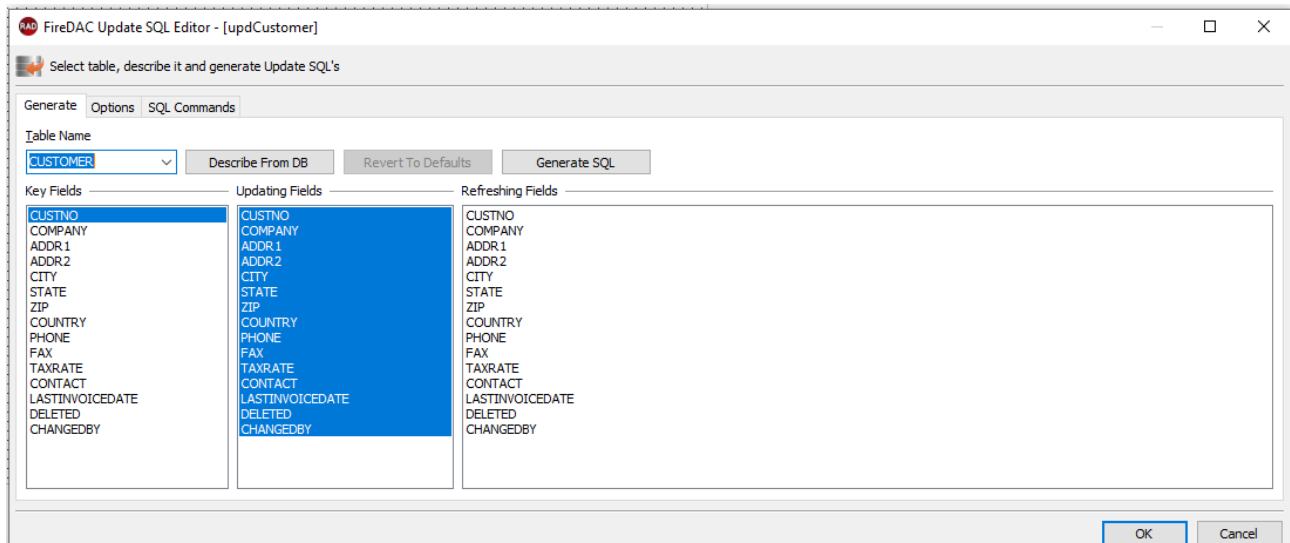 RAD FireDAC Update SQL Editor - [updCustomer]
Select table, describe it and generate Update SQL's
Generate Options SQL Commands
Table Name
CUSTOMER Describe From DB Revert To Defaults Generate SQL
Key Fields Updating Fields Refreshing Fields
CUSTNO CUSTNO CUSTNO
COMPANY COMPANY COMPANY
ADDR1 ADDR1 ADDR1
ADDR2 ADDR2 ADDR2
CITY CITY CITY
STATE STATE STATE
ZIP ZIP ZIP
COUNTRY COUNTRY COUNTRY
PHONE PHONE PHONE
FAX FAX FAX
TAXRATE TAXRATE TAXRATE
CONTACT CONTACT CONTACT
LASTINVOICEDATE LASTINVOICEDATE LASTINVOICEDATE
DELETED DELETED DELETED
CHANGEDBY CHANGEDBY CHANGEDBY
OK Cancel